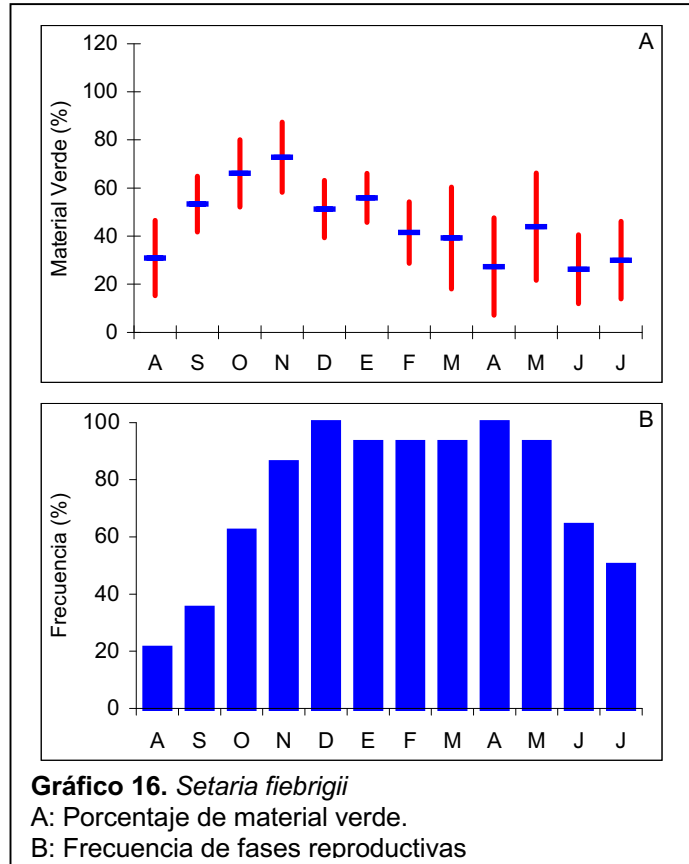 A
120
100
80
60
40
20
0
Material Verde (%)
A S O N D E F M A M J J
B
100
80
60
40
20
0
Frecuencia (%)
A S O N D E F M A M J J
Gráfico 16. Setaria fiebrigii
A: Porcentaje de material verde.
B: Frecuencia de fases reproductivas